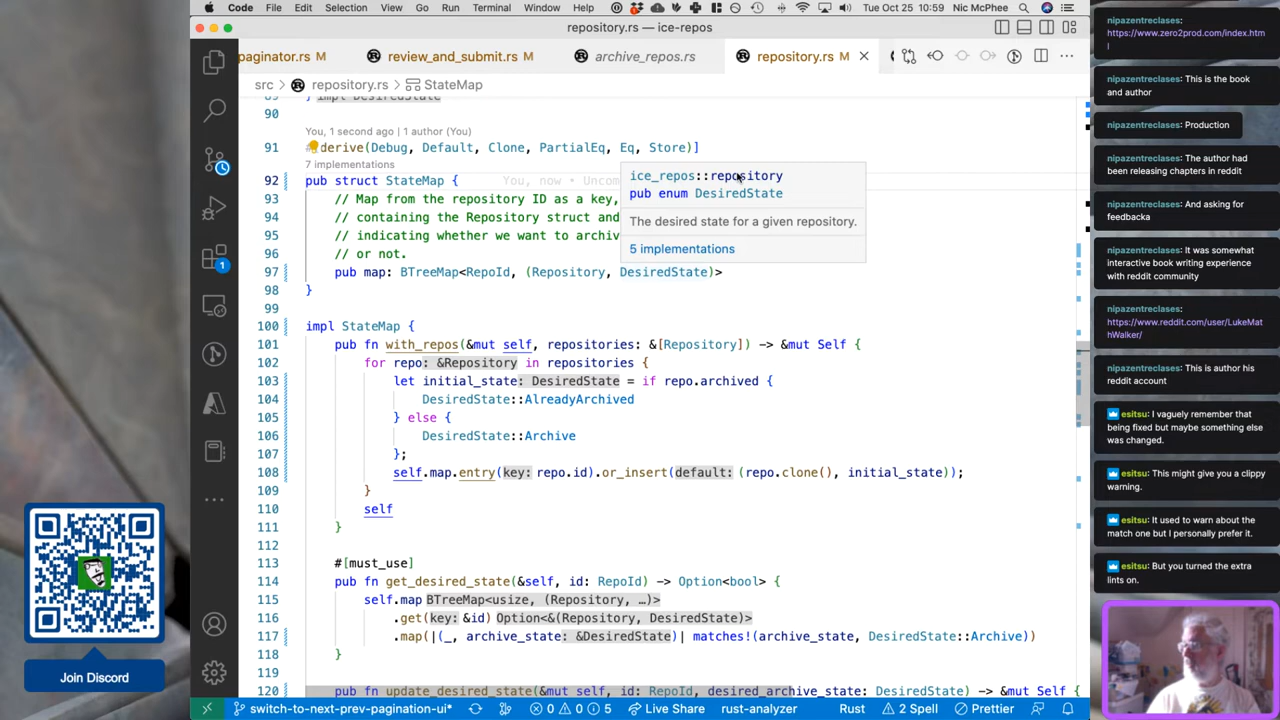 Code File Edit Selection View Go Run Terminal Window Help Tue Oct 25 10:59 Nic McPhee
repository.rs — ice-repos
paginator.rs M review_and_submit.rs M archive_repos.rs repository.rs M
src > repository.rs > StateMap
89 } impl DesiredState
90
You, 1 second ago | 1 author (You)
91 #[derive(Debug, Default, Clone, PartialEq, Eq, Store)]
7 implementations
92 pub struct StateMap { You, now • Uncom
93 // Map from the repository ID as a key,
94 // containing the Repository struct and
95 // indicating whether we want to archiv
96 // or not.
97 pub map: BTreeMap<RepoId, (Repository, DesiredState)>
98 }
99
100 impl StateMap {
101 pub fn with_repos(&mut self, repositories: &[Repository]) -> &mut Self {
102 for repo: &Repository in repositories {
103 let initial_state: DesiredState = if repo.archived {
104 DesiredState::AlreadyArchived
105 } else {
106 DesiredState::Archive
107 };
108 self.map.entry(key: repo.id).or_insert(default: (repo.clone(), initial_state));
109 }
110 self
111 }
112
113 #[must_use]
114 pub fn get_desired_state(&self, id: RepoId) -> Option<bool> {
115 self.map BTreeMap<usize, (Repository, …)>
116 .get(key: &id) Option<&(Repository, DesiredState)>
117 .map(|(_, archive_state: &DesiredState)| matches!(archive_state, DesiredState::Archive))
118 }
119
120 pub fn update_desired_state(&mut self, id: RepoId, desired_archive_state: DesiredState) -> &mut Self {
ice_repos::repository
pub enum DesiredState
The desired state for a given repository.
5 implementations
1
switch-to-next-prev-pagination-ui* 0 0 5 Live Share rust-analyzer Rust 2 Spell Prettier
Join Discord
nipazentreclases:
https://www.zero2prod.com/index.htm
l
nipazentreclases: This is the book
and author
nipazentreclases: Production
nipazentreclases: The author had
been releasing chapters in reddit
nipazentreclases: And asking for
feedbacka
nipazentreclases: It was somewhat
interactive book writing experience
with reddit community
nipazentreclases:
https://www.reddit.com/user/LukeMat
hWalker/
nipazentreclases: This is author his
reddit account
esitsu: I vaguely remember that
being fixed but maybe something else
was changed.
esitsu: This might give you a clippy
warning.
esitsu: It used to warn about the
match one but I personally prefer it.
esitsu: But you turned the extra
lints on.